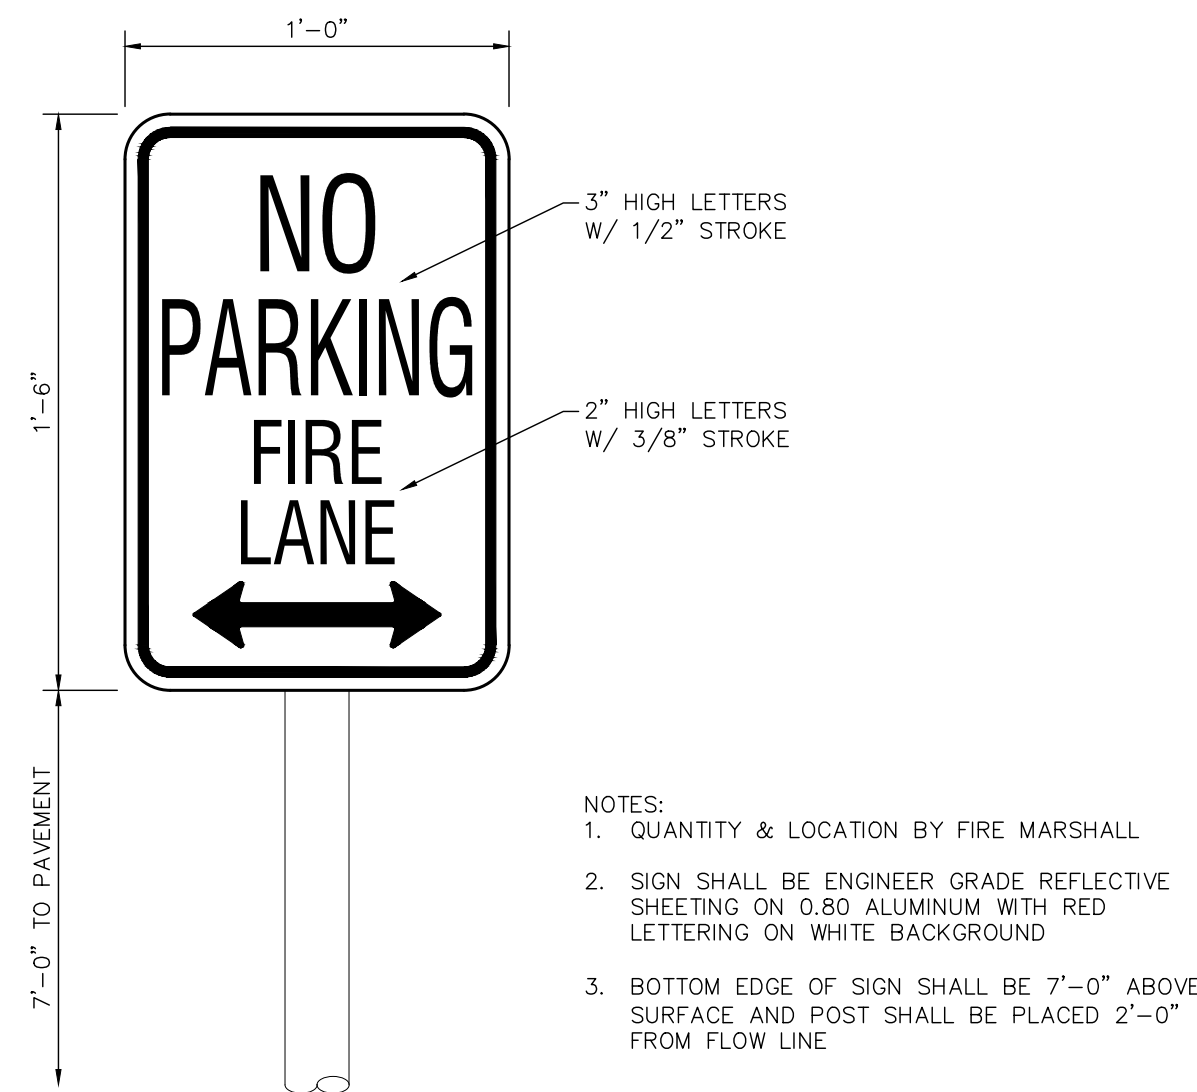 1'-0"
NO
PARKING
FIRE
LANE
3" HIGH LETTERS
W/ 1/2" STROKE
2" HIGH LETTERS
W/ 3/8" STROKE
1'-6"
7'-0" TO PAVEMENT
NOTES:
1. QUANTITY & LOCATION BY FIRE MARSHALL
2. SIGN SHALL BE ENGINEER GRADE REFLECTIVE
SHEETING ON 0.80 ALUMINUM WITH RED
LETTERING ON WHITE BACKGROUND
3. BOTTOM EDGE OF SIGN SHALL BE 7'-0" ABOVE
SURFACE AND POST SHALL BE PLACED 2'-0"
FROM FLOW LINE